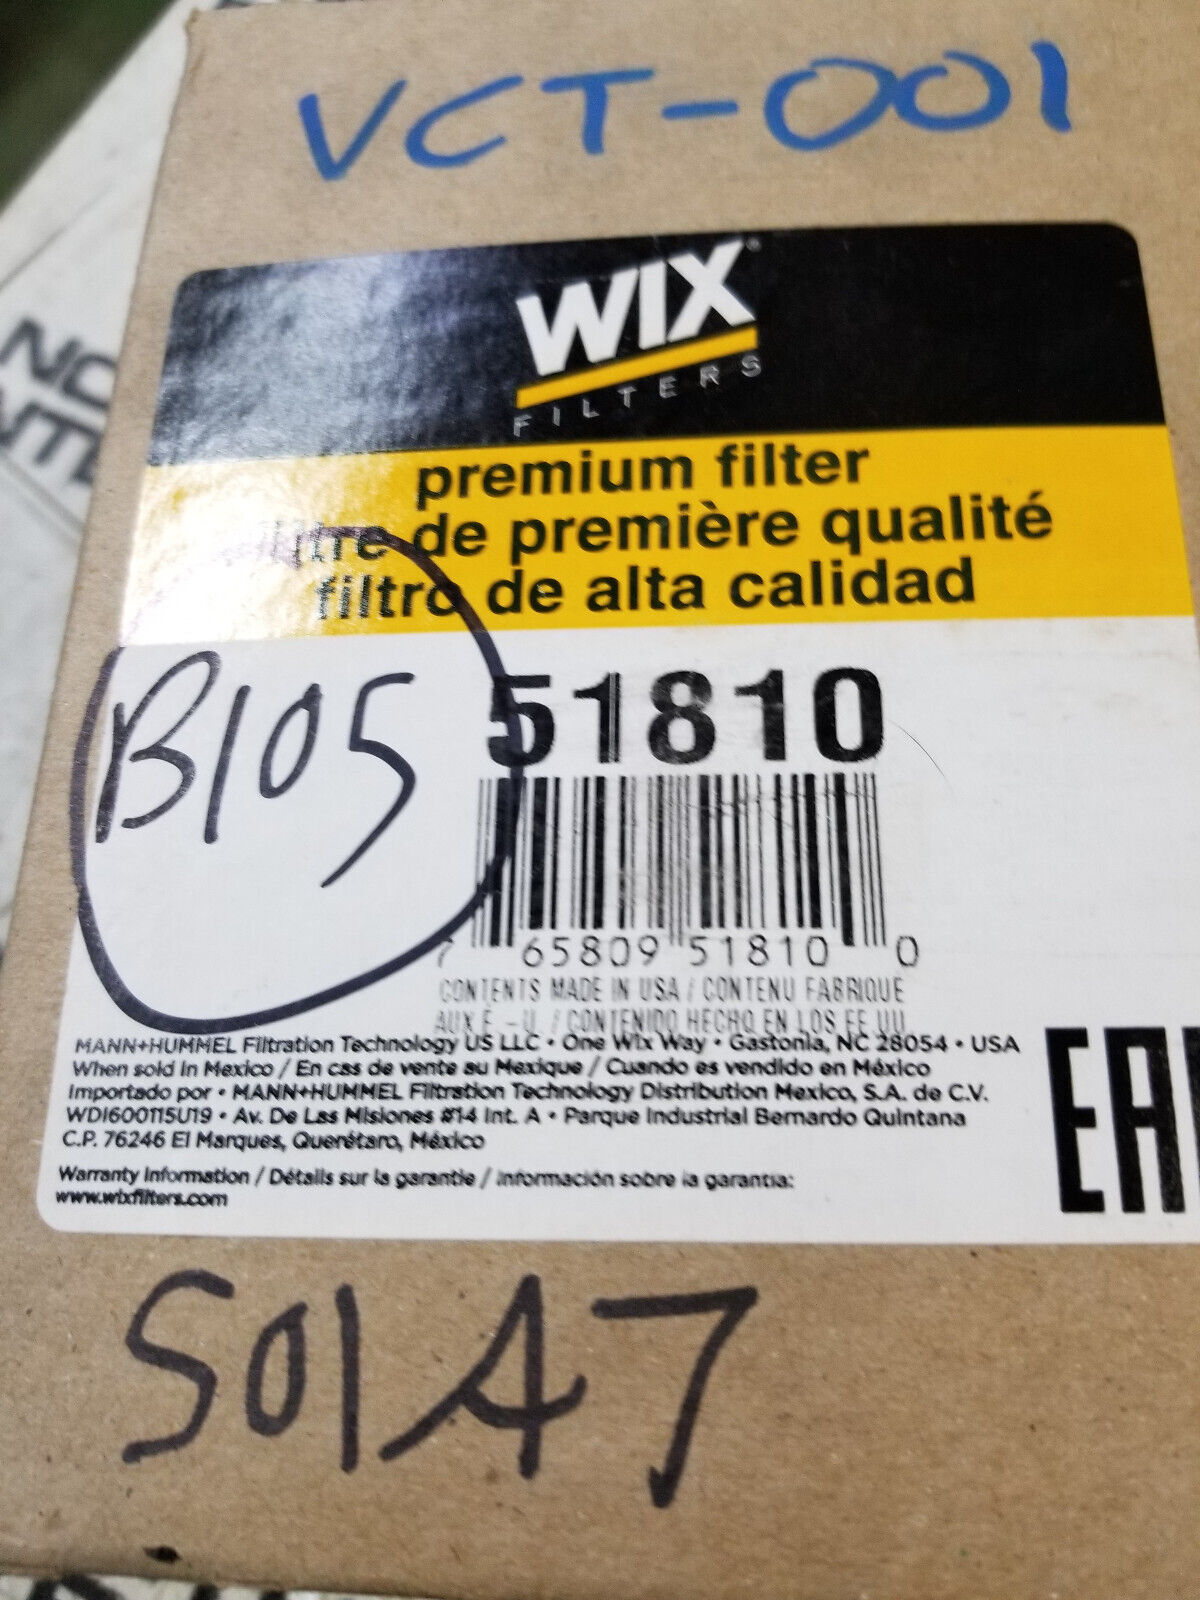 VCT-001
WIX
FILTERS
premium filter
filtre de première qualité
filtro de alta calidad
B105
51810
7 65809 51810 0
CONTENTS MADE IN USA / CONTENU FABRIQUÉ
AUX É.-U. / CONTENIDO HECHO EN LOS EE.UU.
MANN+HUMMEL Filtration Technology US LLC • One Wix Way • Gastonia, NC 28054 • USA
When sold in Mexico / En cas de vente au Mexique / Cuando es vendido en México
Importado por • MANN+HUMMEL Filtration Technology Distribution Mexico, S.A. de C.V.
WDI600115U19 • Av. De Las Misiones #14 Int. A • Parque Industrial Bernardo Quintana
C.P. 76246 El Marques, Querétaro, México
Warranty Information / Détails sur la garantie / Información sobre la garantía:
www.wixfilters.com
EA
S01A7